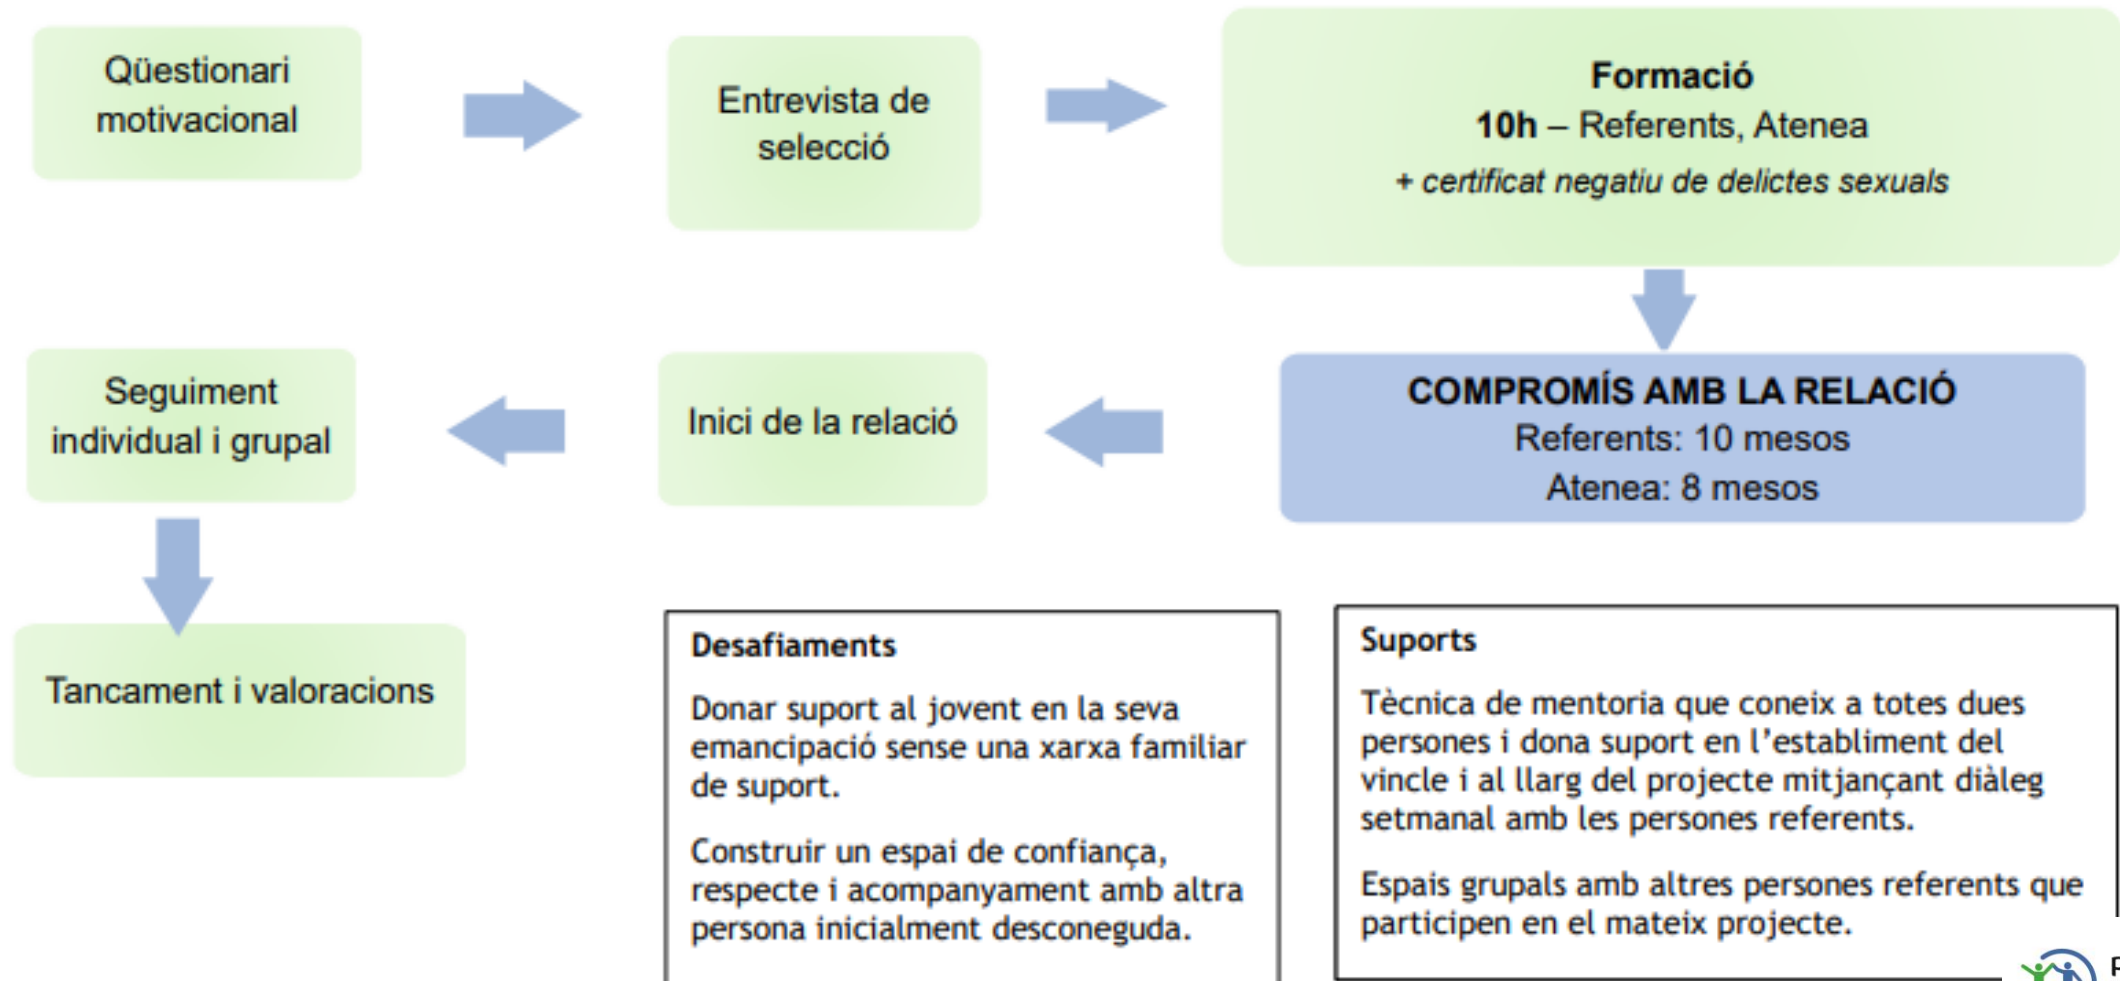 Qüestionari
motivacional
Entrevista de
selecció
Formació
10h – Referents, Atenea
+ certificat negatiu de delictes sexuals
COMPROMÍS AMB LA RELACIÓ
Referents: 10 mesos
Atenea: 8 mesos
Inici de la relació
Seguiment
individual i grupal
Tancament i valoracions
Desafiaments
Donar suport al jovent en la seva
emancipació sense una xarxa familiar
de suport.
Construir un espai de confiança,
respecte i acompanyament amb altra
persona inicialment desconeguda.
Suports
Tècnica de mentoria que coneix a totes dues
persones i dona suport en l'establiment del
vincle i al llarg del projecte mitjançant diàleg
setmanal amb les persones referents.
Espais grupals amb altres persones referents que
participen en el mateix projecte.